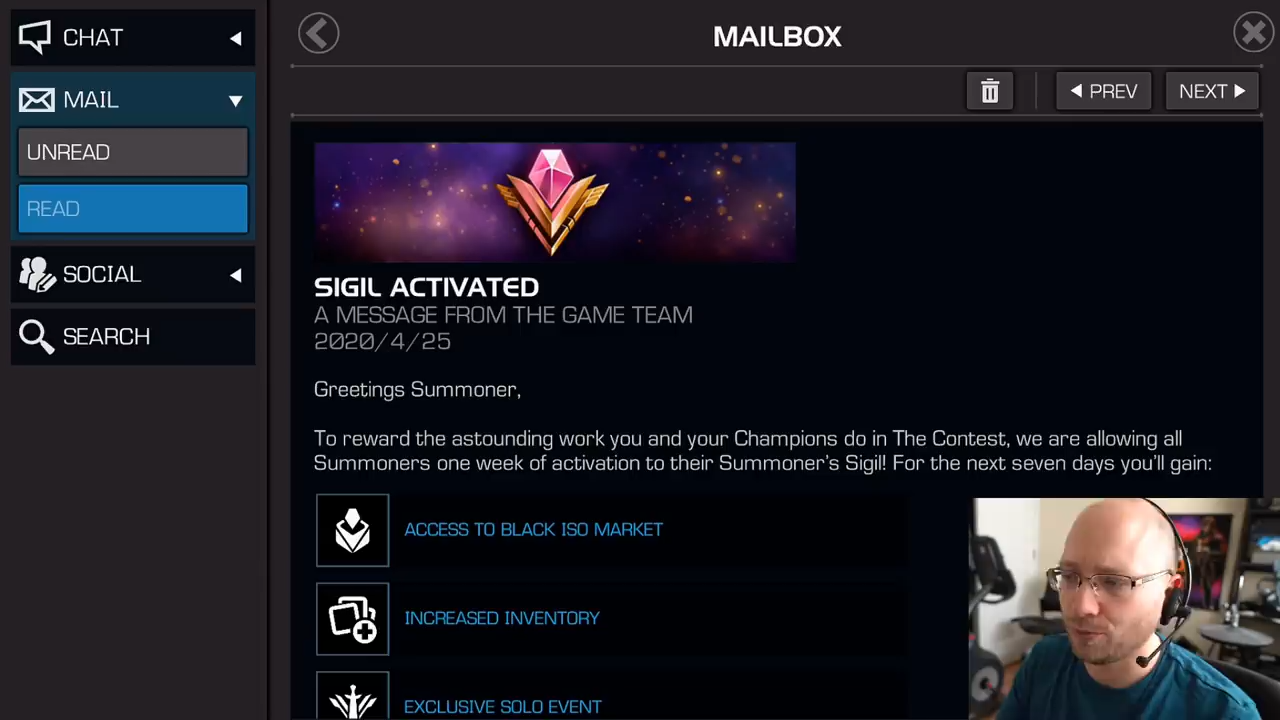 CHAT
MAIL
UNREAD
READ
SOCIAL
SEARCH
MAILBOX
PREV
NEXT
SIGIL ACTIVATED
A MESSAGE FROM THE GAME TEAM
2020/4/25
Greetings Summoner,
To reward the astounding work you and your Champions do in The Contest, we are allowing all
Summoners one week of activation to their Summoner's Sigil! For the next seven days you'll gain:
ACCESS TO BLACK ISO MARKET
INCREASED INVENTORY
EXCLUSIVE SOLO EVENT